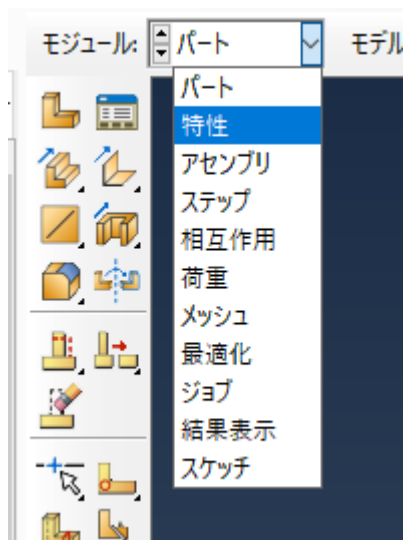 モジュール: パート モデル
パート
特性
アセンブリ
ステップ
相互作用
荷重
メッシュ
最適化
ジョブ
結果表示
スケッチ